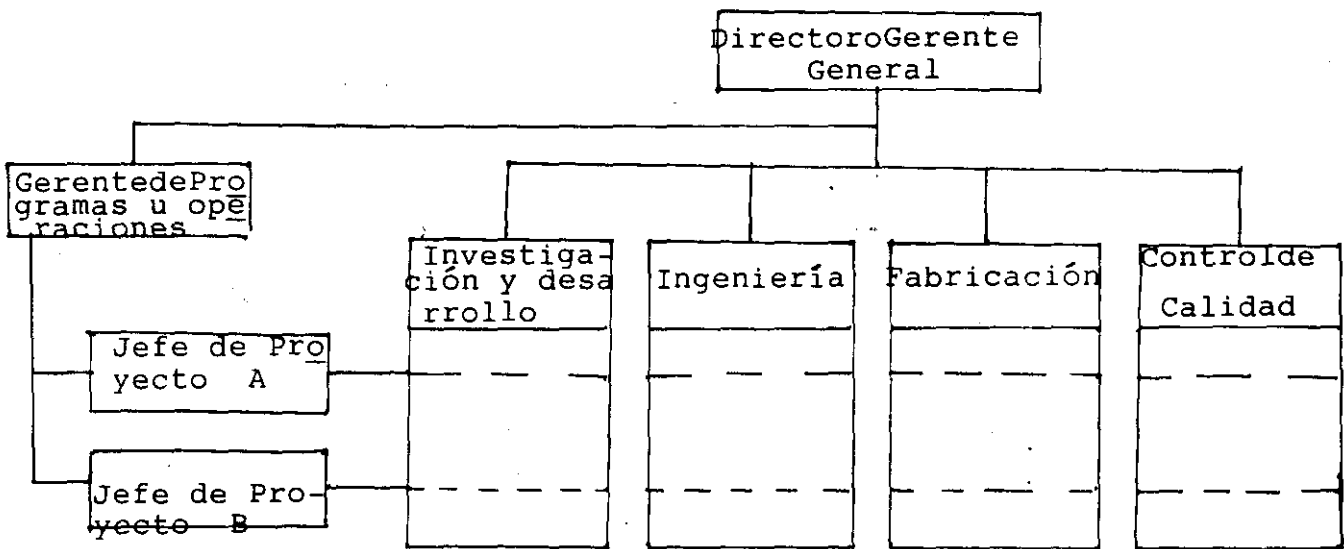 DirectoroGerente
General
GerentedePro
gramas u ope
raciones
Investiga-
ción y desa
rrollo
Ingeniería
Fabricación
Controlde
Calidad
Jefe de Pro
yecto A
Jefe de Pro-
yecto B